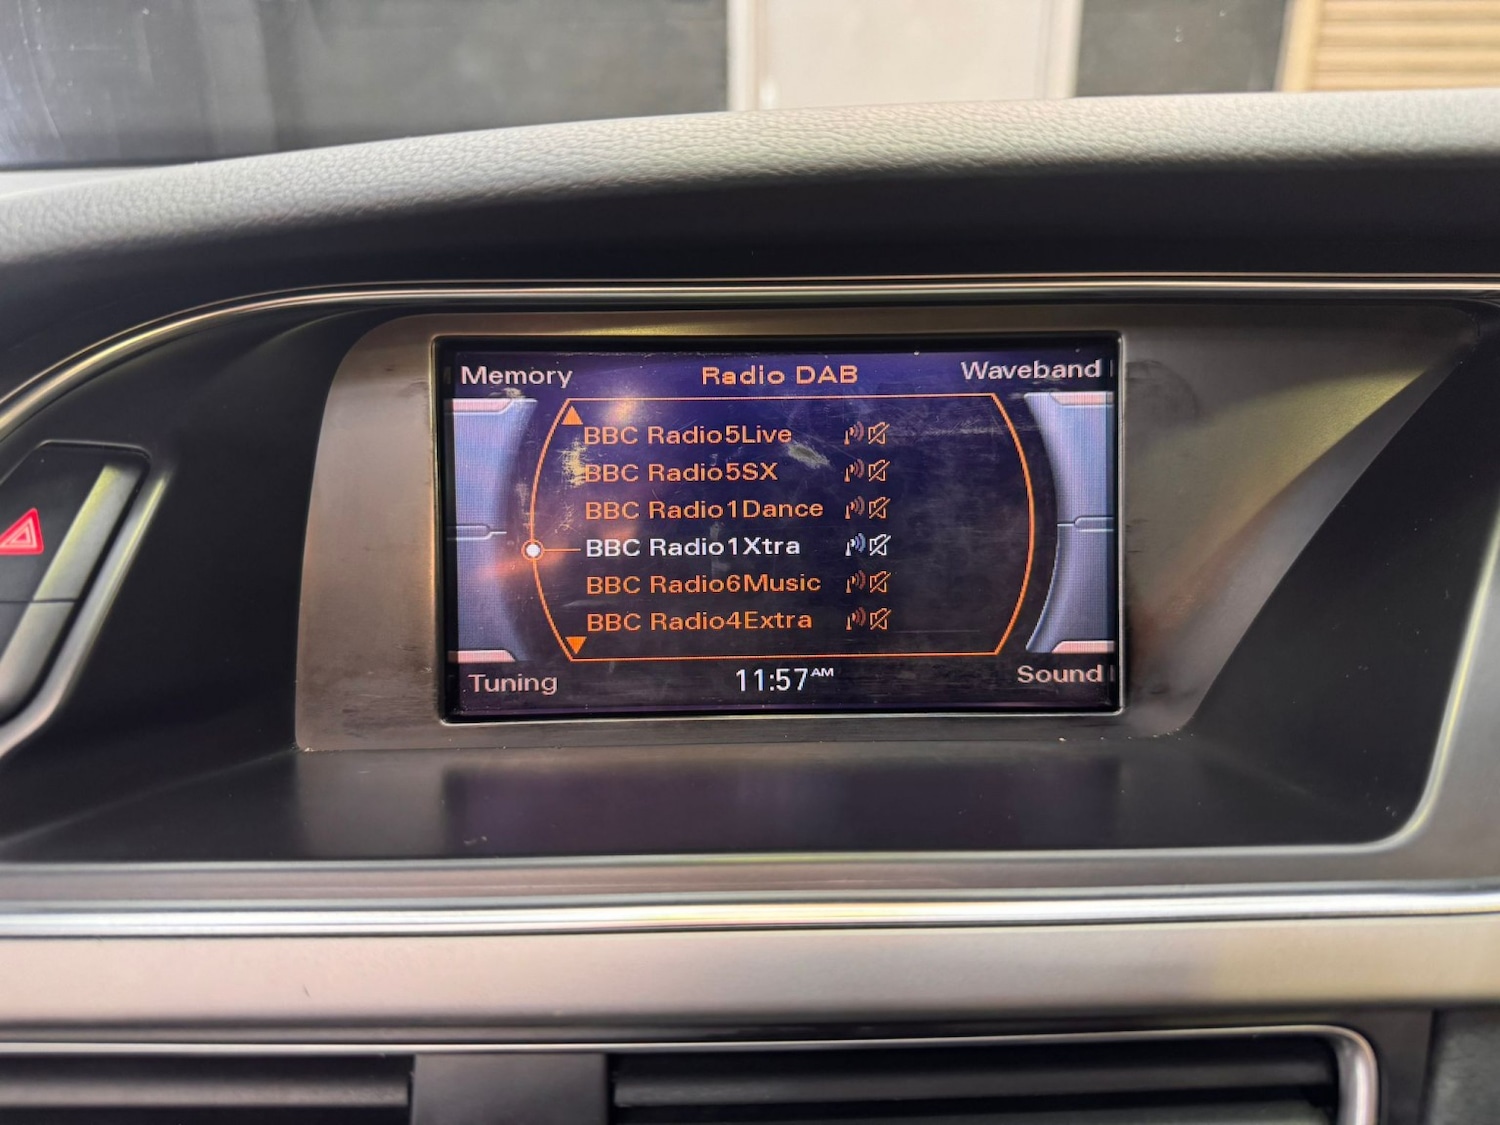 Memory Radio DAB Waveband
BBC Radio5Live
BBC Radio5SX
BBC Radio1Dance
BBC Radio1Xtra
BBC Radio6Music
BBC Radio4Extra
Tuning 11:57AM Sound